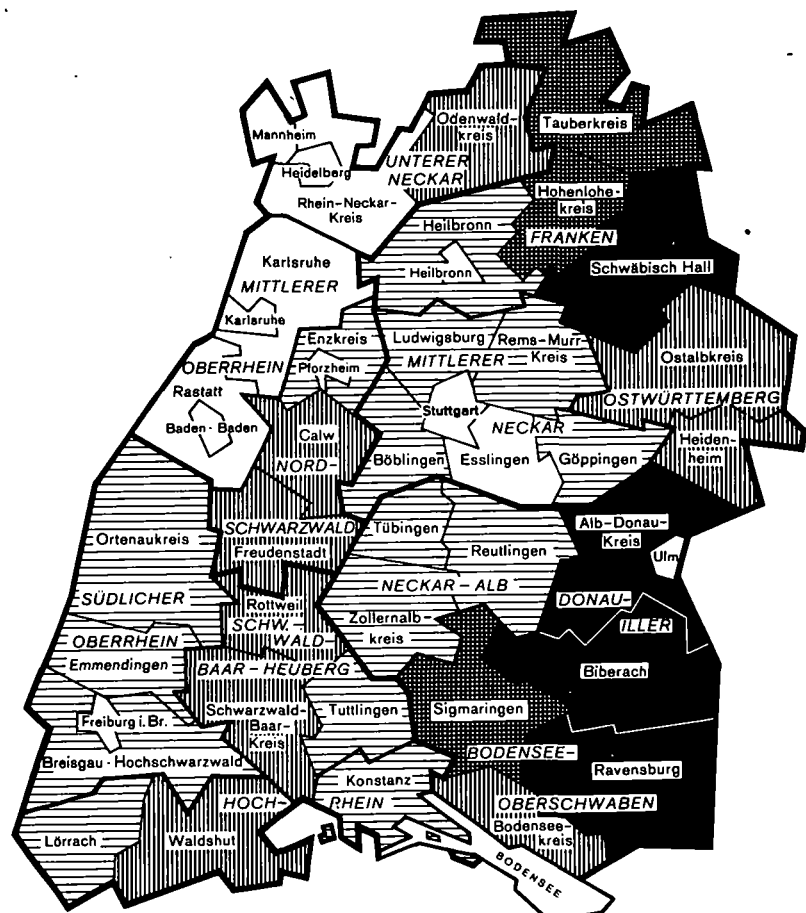 Mannheim
Heidelberg
Rhein-Neckar-
Kreis
Odenwald-
kreis
UNTERER
NECKAR
Tauberkreis
Hohenlohe-
kreis
FRANKEN
Heilbronn
Heilbronn
Schwäbisch Hall
Karlsruhe
MITTLERER
Karlsruhe
OBERRHEIN
Rastatt
Baden-Baden
Enzkreis
Pforzheim
Ludwigsburg
MITTLERER
Rems-Murr-
Kreis
Stuttgart
NECKAR
Böblingen
Esslingen
Göppingen
Ostalbkreis
OSTWÜRTTEMBERG
Heiden-
heim
Calw
NORD-
SCHWARZWALD
Freudenstadt
Ortenaukreis
SÜDLICHER
OBERRHEIN
Emmendingen
Freiburg i. Br.
Breisgau-Hochschwarzwald
Tübingen
Reutlingen
NECKAR-ALB
Zollernalb-
kreis
Alb-Donau-
Kreis
Ulm
DONAU-
ILLER
Biberach
Rottweil
SCHW.
WALD-
BAAR-HEUBERG
Schwarzwald-
Baar-
Kreis
Tuttlingen
Sigmaringen
BODENSEE-
Ravensburg
OBERSCHWABEN
Bodensee-
kreis
Konstanz
HOCH-
RHEIN
Lörrach
Waldshut
BODENSEE